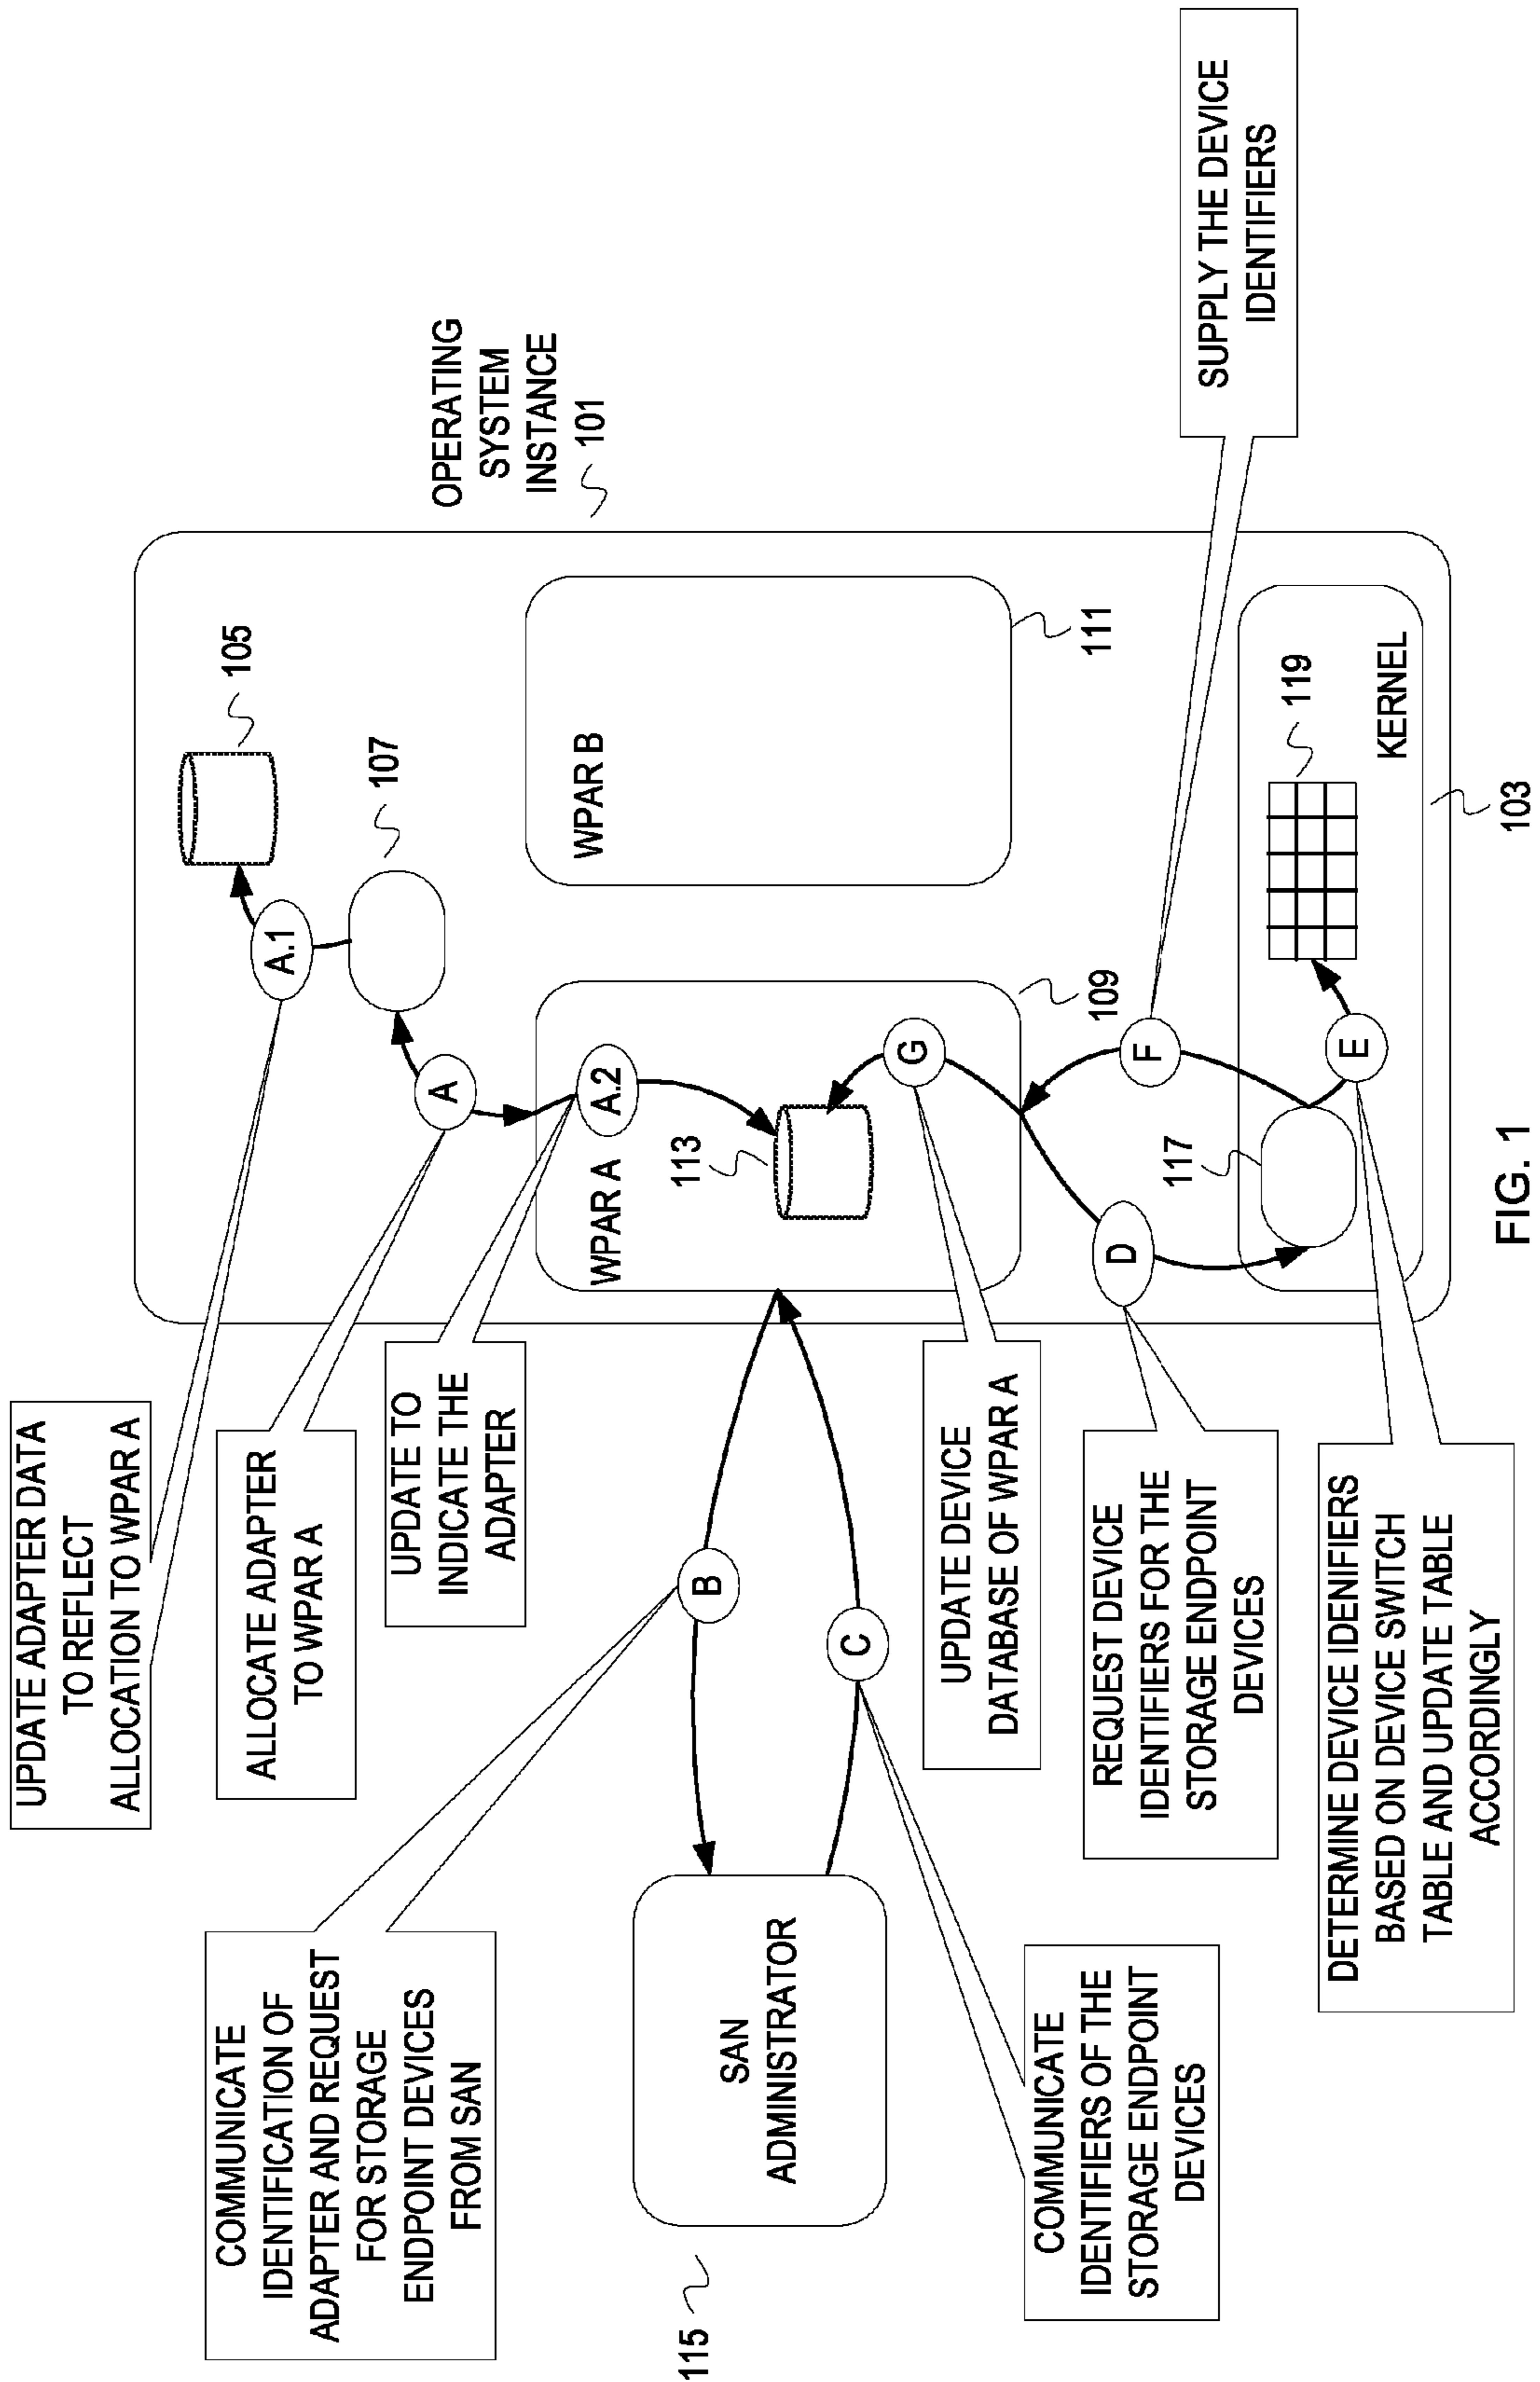 UPDATE ADAPTER DATA
TO REFLECT
ALLOCATION TO WPAR A
ALLOCATE ADAPTER
TO WPAR A
UPDATE TO
INDICATE THE
ADAPTER
COMMUNICATE
IDENTIFICATION OF
ADAPTER AND REQUEST
FOR STORAGE
ENDPOINT DEVICES
FROM SAN
115
SAN
ADMINISTRATOR
B
C
COMMUNICATE
IDENTIFIERS OF THE
STORAGE ENDPOINT
DEVICES
UPDATE DEVICE
DATABASE OF WPAR A
REQUEST DEVICE
IDENTIFIERS FOR THE
STORAGE ENDPOINT
DEVICES
DETERMINE DEVICE IDENIFIERS
BASED ON DEVICE SWITCH
TABLE AND UPDATE TABLE
ACCORDINGLY
OPERATING
SYSTEM
INSTANCE
101
105
A.1
107
A
A.2
WPAR A
113
G
109
WPAR B
111
D
F
117
E
119
KERNEL
103
SUPPLY THE DEVICE
IDENTIFIERS
FIG. 1